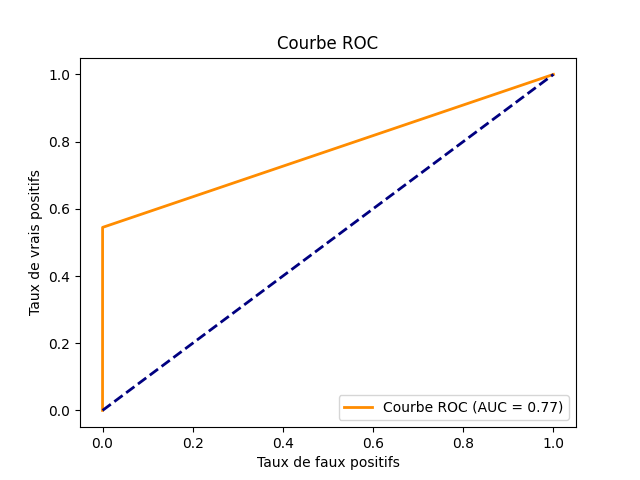 Courbe ROC
1.0
0.8
0.6
0.4
0.2
0.0
Taux de vrais positifs
0.0 0.2 0.4 0.6 0.8 1.0
Taux de faux positifs
Courbe ROC (AUC = 0.77)